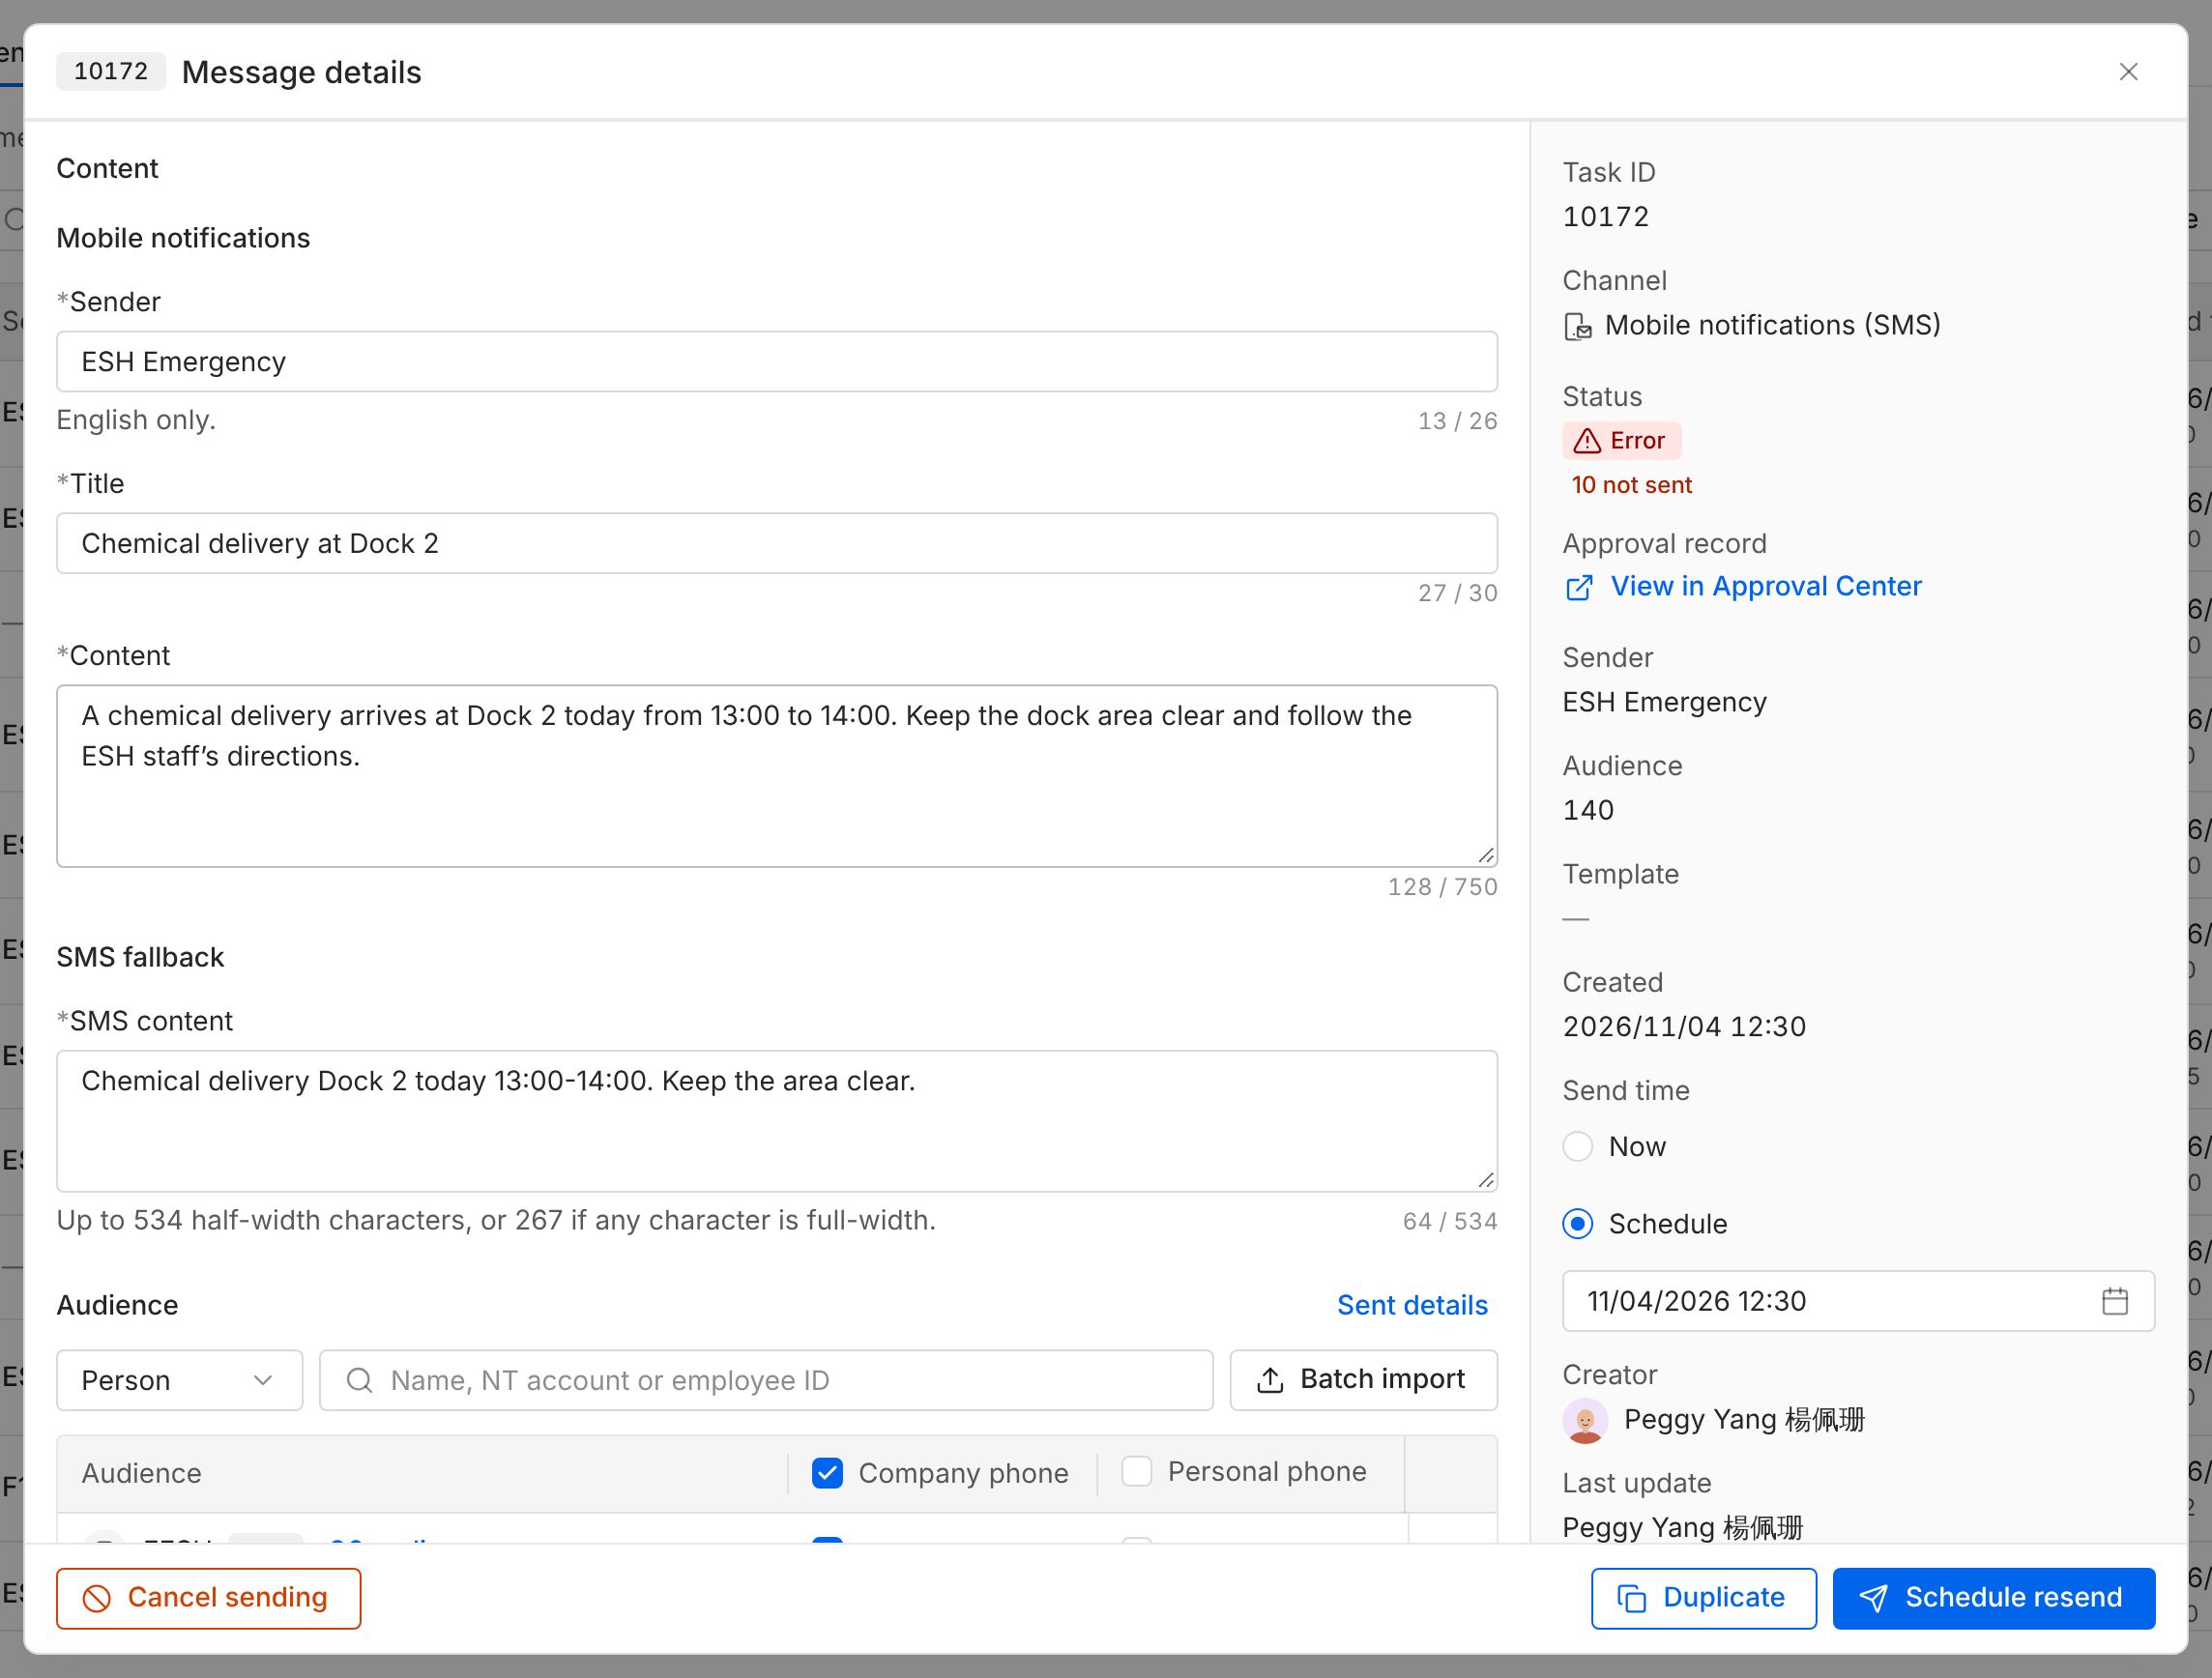 10172 Message details
Content
Mobile notifications
*Sender
ESH Emergency
English only.
13 / 26
*Title
Chemical delivery at Dock 2
27 / 30
*Content
A chemical delivery arrives at Dock 2 today from 13:00 to 14:00. Keep the dock area clear and follow the
ESH staff’s directions.
128 / 750
SMS fallback
*SMS content
Chemical delivery Dock 2 today 13:00-14:00. Keep the area clear.
Up to 534 half-width characters, or 267 if any character is full-width.
64 / 534
Audience
Sent details
Person
Name, NT account or employee ID
Batch import
Audience
Company phone
Personal phone
Task ID
10172
Channel
Mobile notifications (SMS)
Status
Error
10 not sent
Approval record
View in Approval Center
Sender
ESH Emergency
Audience
140
Template
—
Created
2026/11/04 12:30
Send time
Now
Schedule
11/04/2026 12:30
Creator
Peggy Yang 楊佩珊
Last update
Peggy Yang 楊佩珊
Cancel sending
Duplicate
Schedule resend